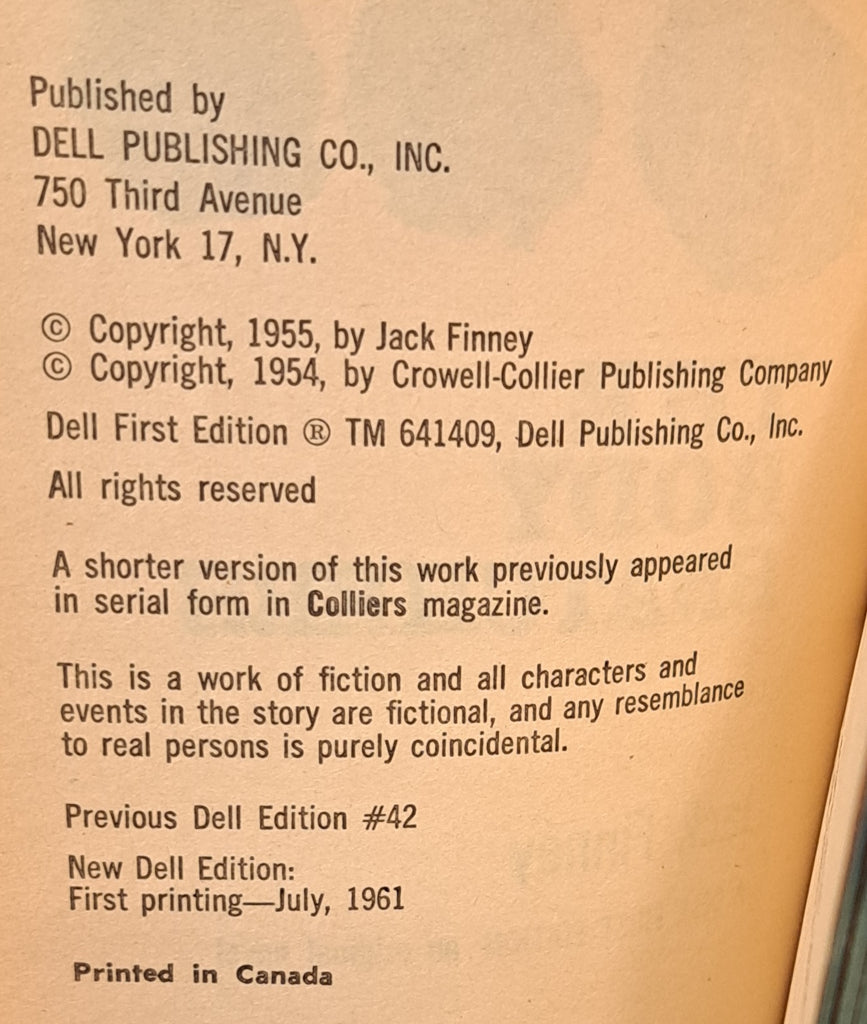 Published by
DELL PUBLISHING CO., INC.
750 Third Avenue
New York 17, N.Y.
© Copyright, 1955, by Jack Finney
© Copyright, 1954, by Crowell-Collier Publishing Company
Dell First Edition ® TM 641409, Dell Publishing Co., Inc.
All rights reserved
A shorter version of this work previously appeared
in serial form in Colliers magazine.
This is a work of fiction and all characters and
events in the story are fictional, and any resemblance
to real persons is purely coincidental.
Previous Dell Edition #42
New Dell Edition:
First printing—July, 1961
Printed in Canada